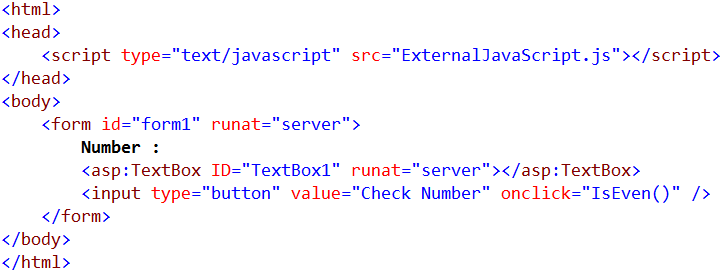 <html>
<head>
<script type="text/javascript" src="ExternalJavaScript.js"></script>
</head>
<body>
<form id="form1" runat="server">
Number :
<asp:TextBox ID="TextBox1" runat="server"></asp:TextBox>
<input type="button" value="Check Number" onclick="IsEven()" />
</form>
</body>
</html>